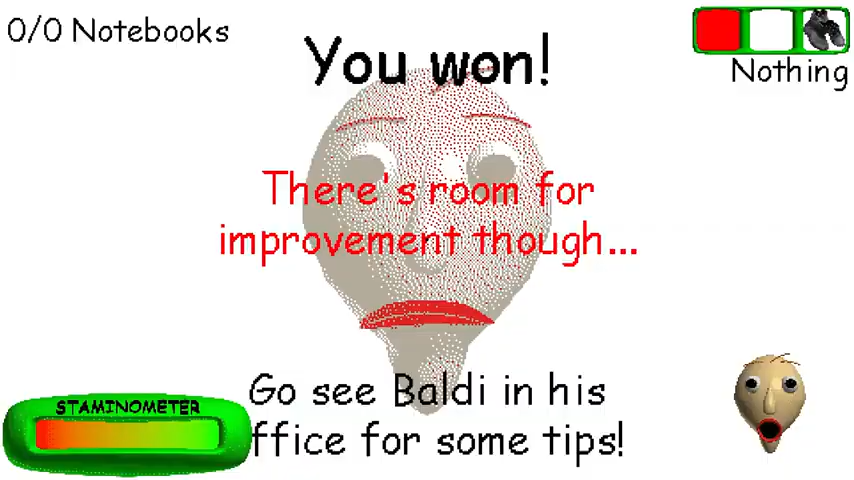 0/0 Notebooks
You won!
Nothing
There's room for
improvement though...
Go see Baldi in his
ffice for some tips!
STAMINOMETER